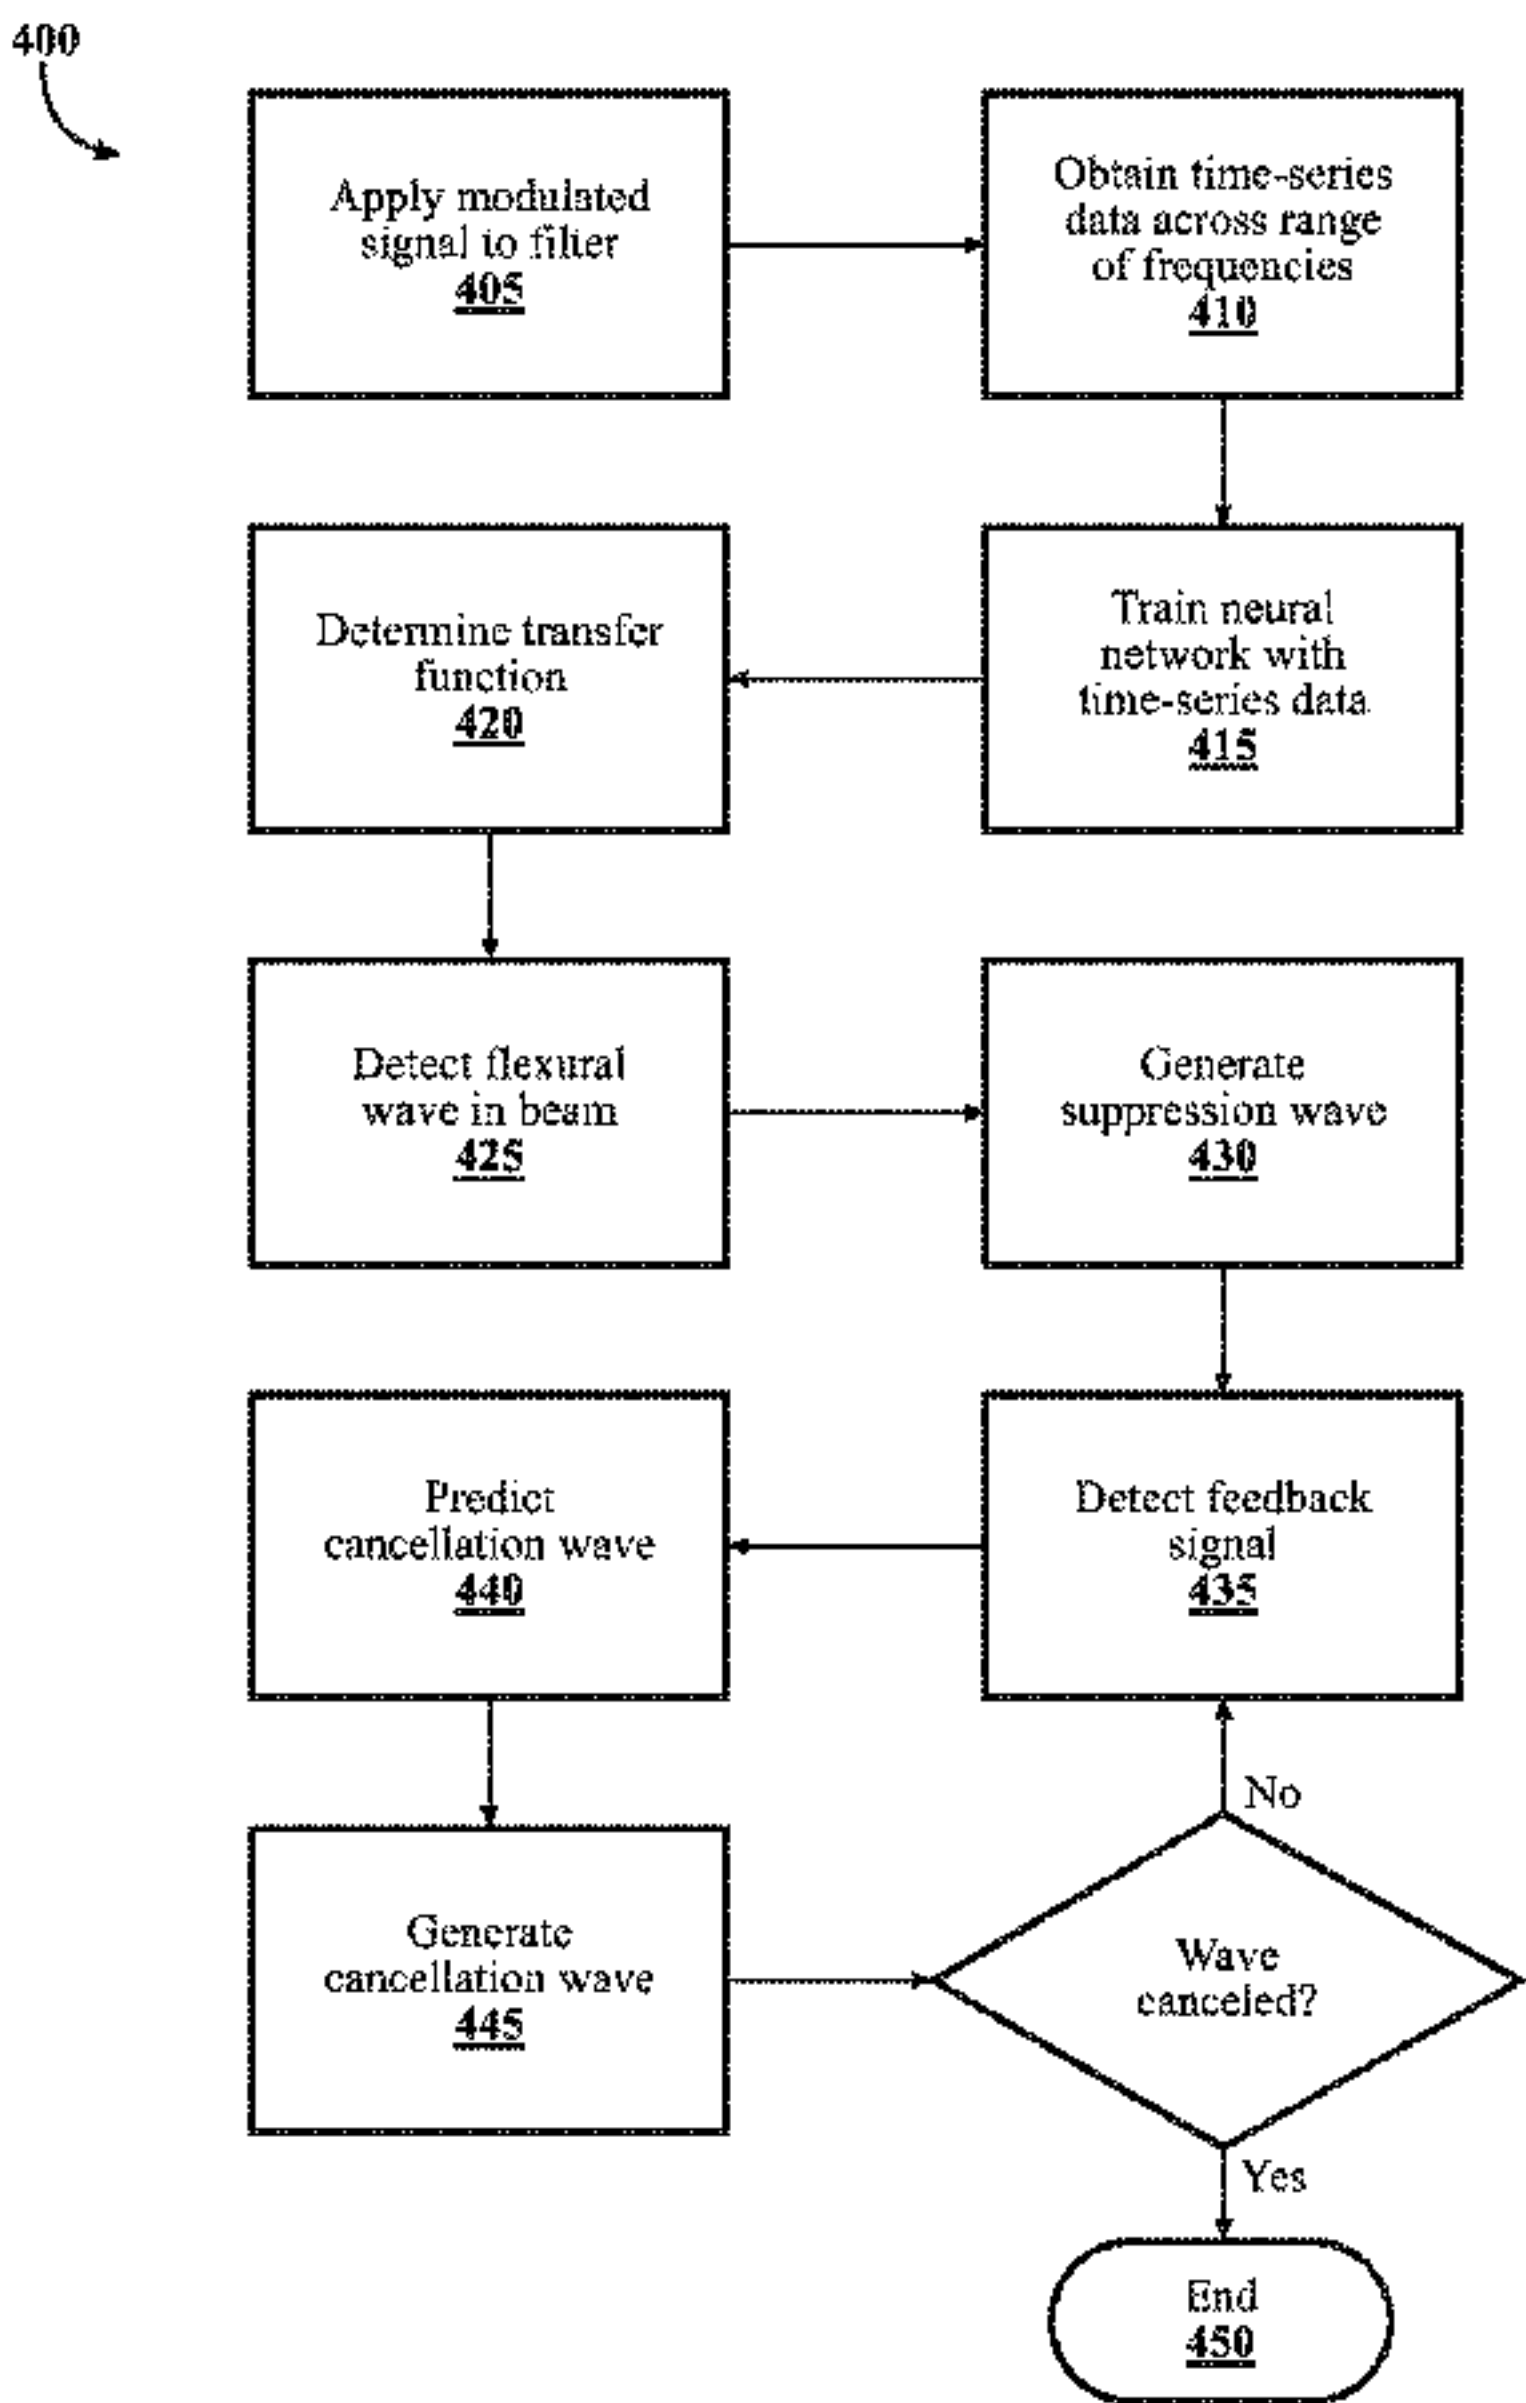 400
Apply modulated
signal to filter
405
Obtain time-series
data across range
of frequencies
410
Train neural
network with
time-series data
415
Determine transfer
function
420
Detect flexural
wave in beam
425
Generate
suppression wave
430
Detect feedback
signal
435
Predict
cancellation wave
440
Generate
cancellation wave
445
Wave
canceled?
No
Yes
End
450